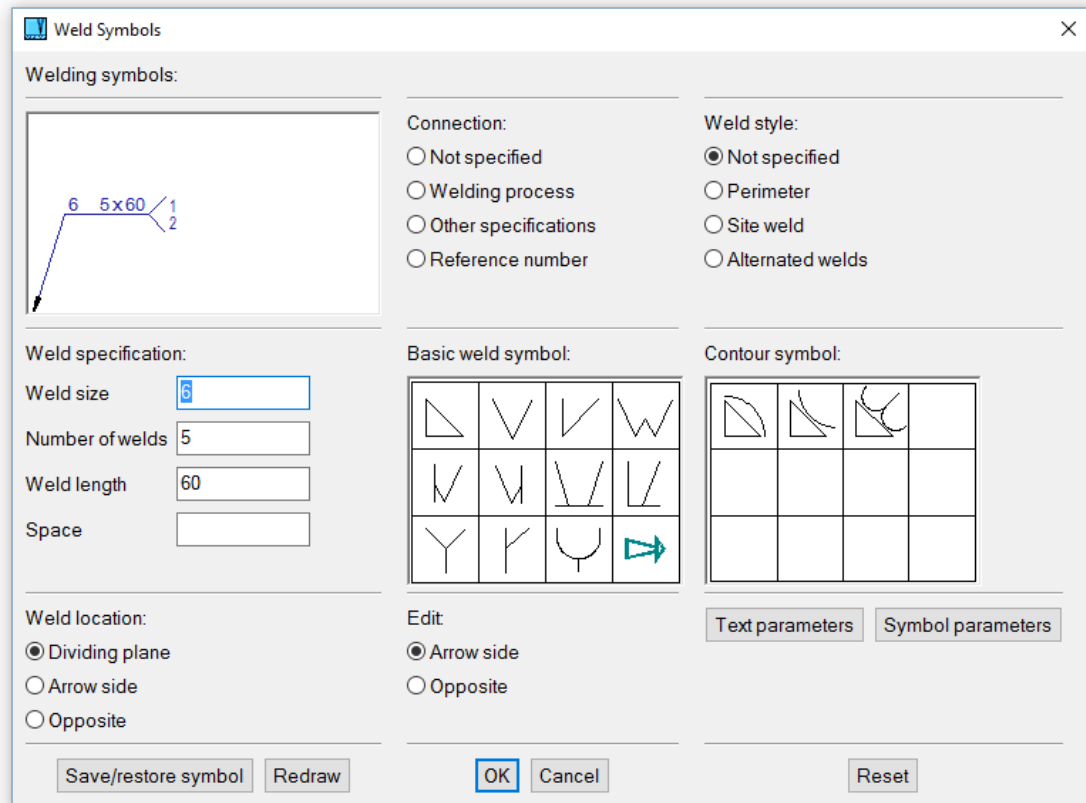 Weld Symbols
Welding symbols:
6 5x60 1
2
Connection:
Not specified
Welding process
Other specifications
Reference number
Weld style:
Not specified
Perimeter
Site weld
Alternated welds
Weld specification:
Weld size 6
Number of welds 5
Weld length 60
Space
Basic weld symbol:
Contour symbol:
Weld location:
Dividing plane
Arrow side
Opposite
Edit:
Arrow side
Opposite
Text parameters Symbol parameters
Save/restore symbol Redraw OK Cancel Reset